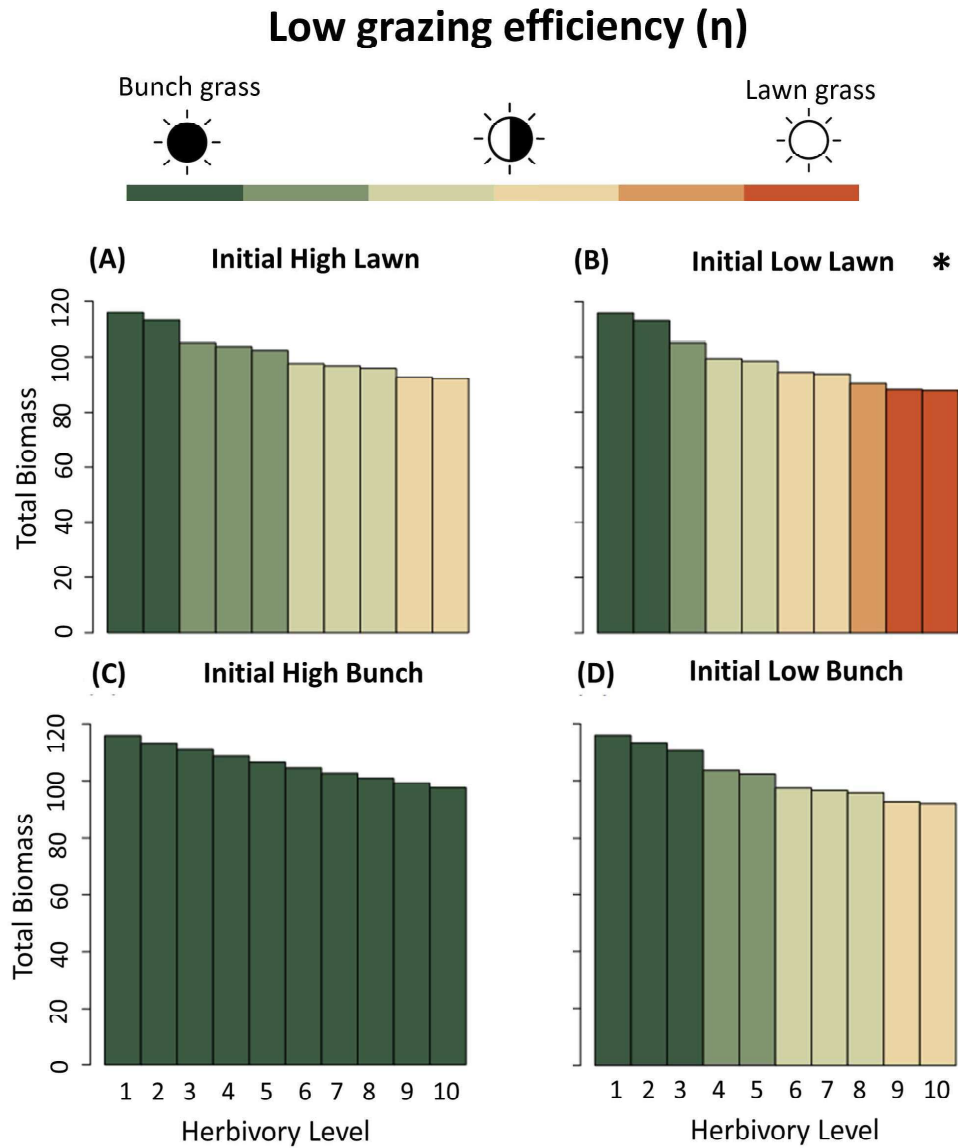 Low grazing efficiency (η)
Bunch grass
Lawn grass
(A) Initial High Lawn
(B) Initial Low Lawn *
Total Biomass
0 20 40 60 80 100 120
(C) Initial High Bunch
(D) Initial Low Bunch
Total Biomass
0 20 40 60 80 100 120
1 2 3 4 5 6 7 8 9 10
1 2 3 4 5 6 7 8 9 10
Herbivory Level
Herbivory Level